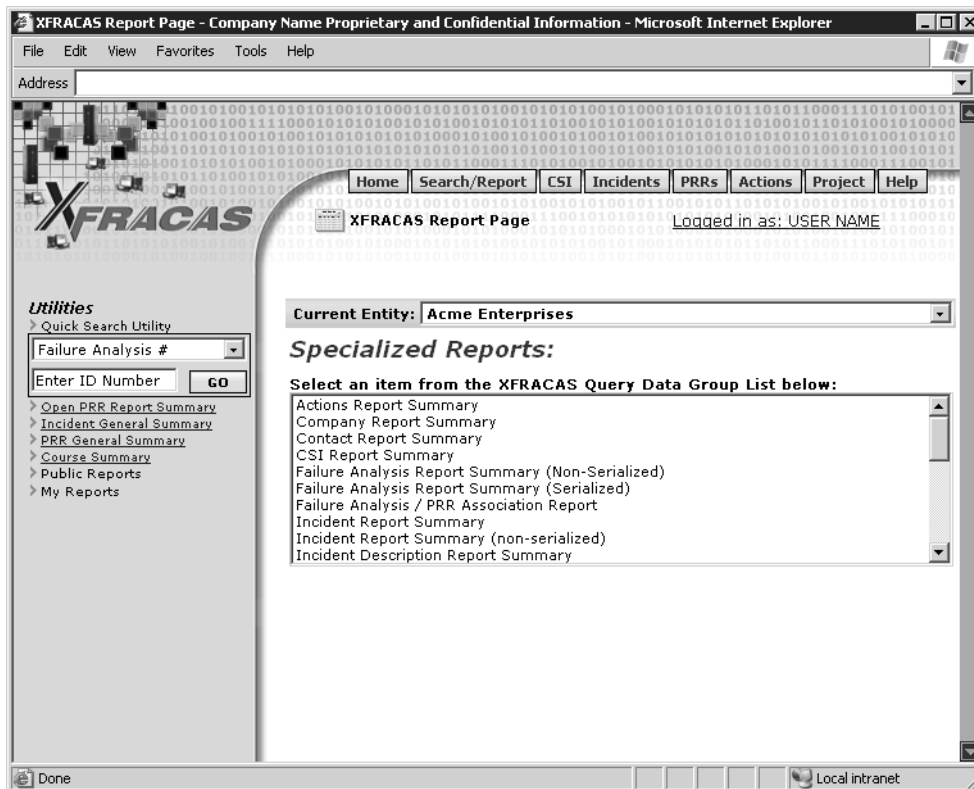 XFRACAS Report Page - Company Name Proprietary and Confidential Information - Microsoft Internet Explorer
File Edit View Favorites Tools Help
Address
Home Search/Report CSI Incidents PRRs Actions Project Help
XFRACAS
XFRACAS Report Page Logged in as: USER NAME
Utilities
Quick Search Utility
Failure Analysis #
Enter ID Number GO
Open PRR Report Summary
Incident General Summary
PRR General Summary
Course Summary
Public Reports
My Reports
Current Entity: Acme Enterprises
Specialized Reports:
Select an item from the XFRACAS Query Data Group List below:
Actions Report Summary
Company Report Summary
Contact Report Summary
CSI Report Summary
Failure Analysis Report Summary (Non-Serialized)
Failure Analysis Report Summary (Serialized)
Failure Analysis / PRR Association Report
Incident Report Summary
Incident Report Summary (non-serialized)
Incident Description Report Summary
Done Local intranet